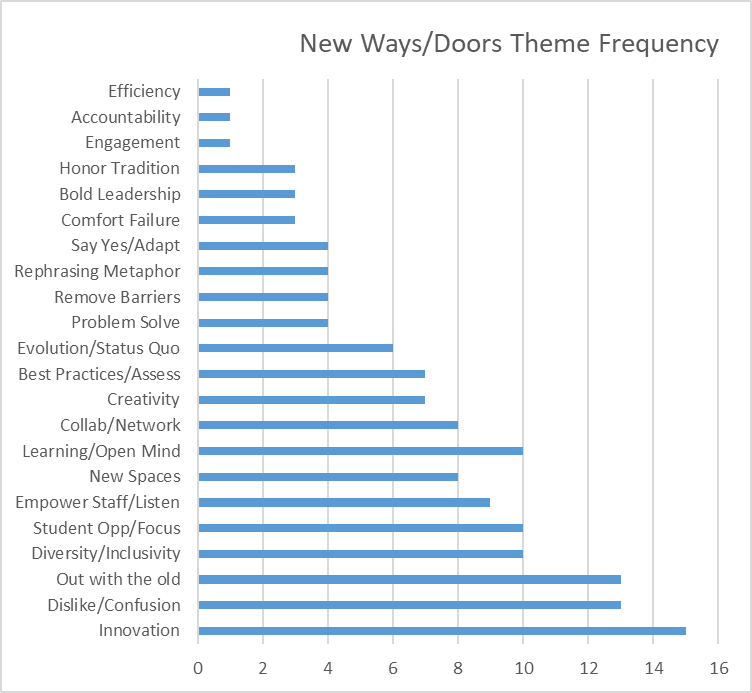 New Ways/Doors Theme Frequency
Efficiency
Accountability
Engagement
Honor Tradition
Bold Leadership
Comfort Failure
Say Yes/Adapt
Rephrasing Metaphor
Remove Barriers
Problem Solve
Evolution/Status Quo
Best Practices/Assess
Creativity
Collab/Network
Learning/Open Mind
New Spaces
Empower Staff/Listen
Student Opp/Focus
Diversity/Inclusivity
Out with the old
Dislike/Confusion
Innovation
0 2 4 6 8 10 12 14 16